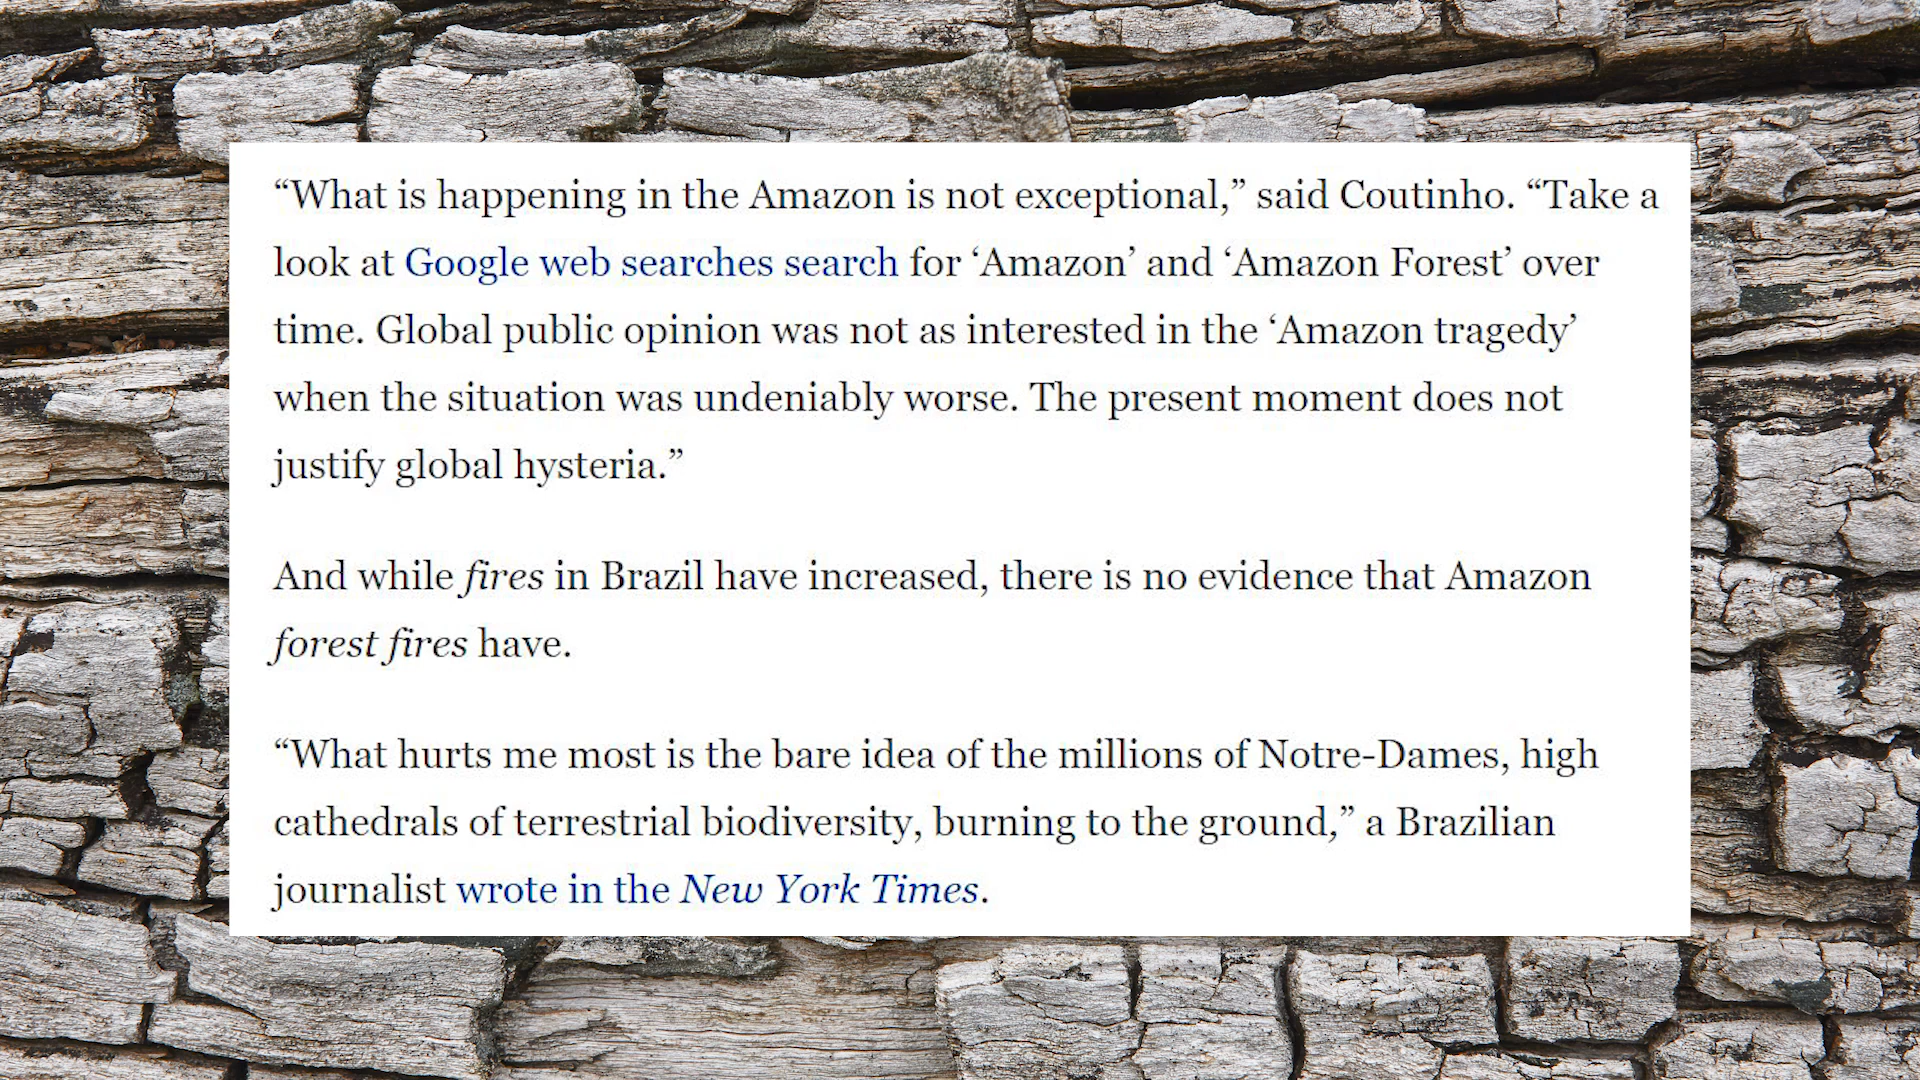 “What is happening in the Amazon is not exceptional,” said Coutinho. “Take a
look at Google web searches search for ‘Amazon’ and ‘Amazon Forest’ over
time. Global public opinion was not as interested in the ‘Amazon tragedy’
when the situation was undeniably worse. The present moment does not
justify global hysteria.”
And while fires in Brazil have increased, there is no evidence that Amazon
forest fires have.
“What hurts me most is the bare idea of the millions of Notre-Dames, high
cathedrals of terrestrial biodiversity, burning to the ground,” a Brazilian
journalist wrote in the New York Times.